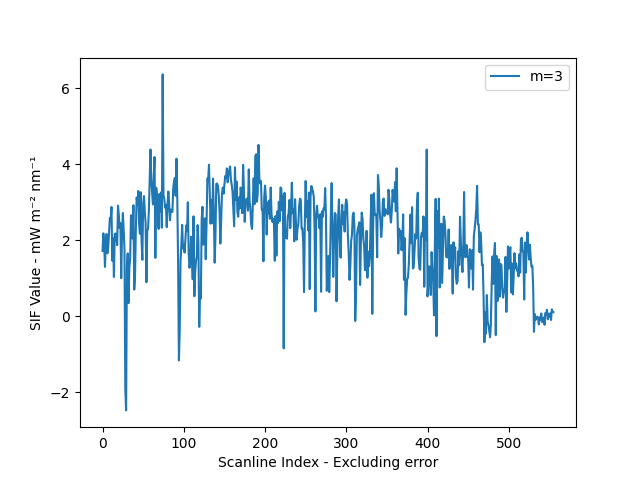 m=3
6
4
2
0
−2
SIF Value - mW m⁻² nm⁻¹
0 100 200 300 400 500
Scanline Index - Excluding error